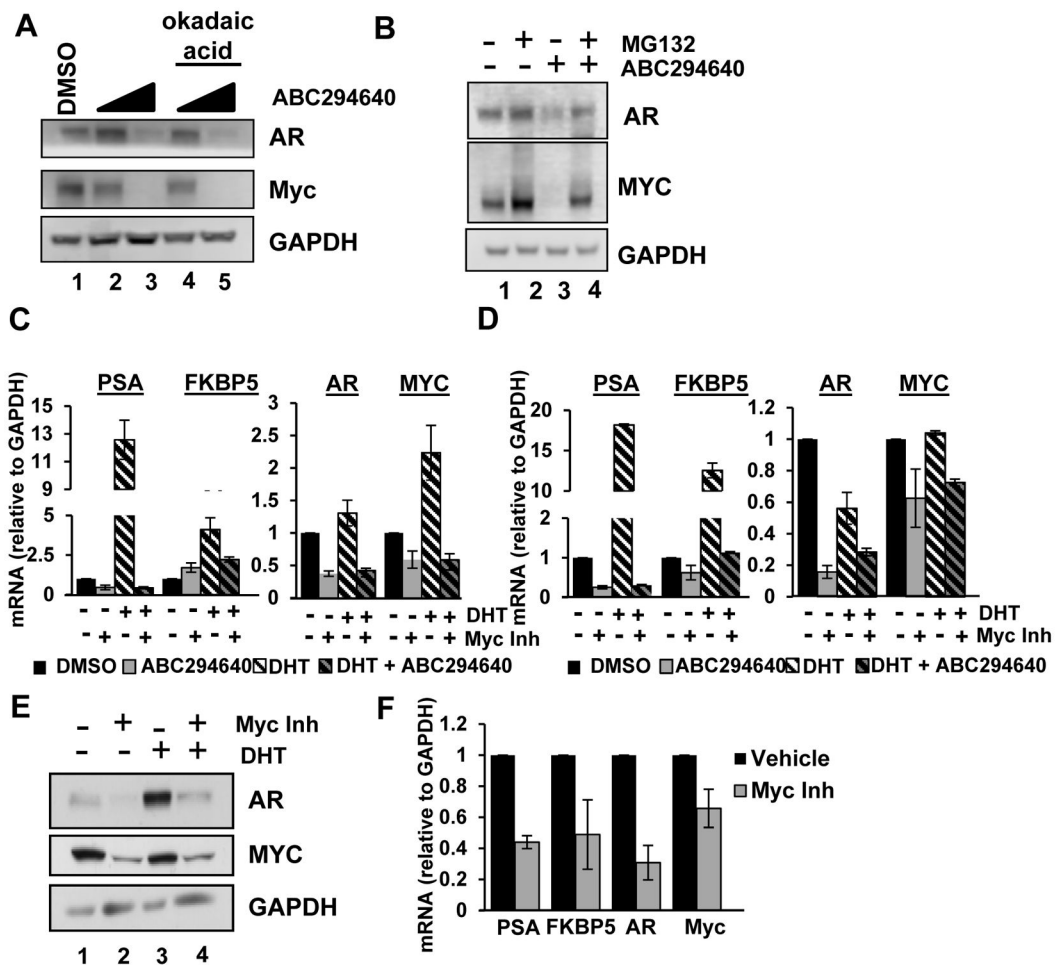 A
okadaic
acid
DMSO
ABC294640
AR
Myc
GAPDH
1 2 3 4 5
B
- + - + MG132
- - + + ABC294640
AR
MYC
GAPDH
1 2 3 4
C
PSA FKBP5 AR MYC
mRNA (relative to GAPDH)
15
13
11
9
5
2.5
0
3
2.5
2
1.5
1
0.5
0
- - + + - - + + - - + + - - + + DHT
- + - + - + - + - + - + - + - + Myc Inh
DMSO ABC294640 DHT DHT + ABC294640
D
PSA FKBP5 AR MYC
mRNA (relative to GAPDH)
20
18
16
14
12
10
2
1
0
1.2
1
0.8
0.6
0.4
0.2
0
- - + + - - + + - - + + - - + + DHT
- + - + - + - + - + - + - + - + Myc Inh
DMSO ABC294640 DHT DHT + ABC294640
E
- + - + Myc Inh
- - + + DHT
AR
MYC
GAPDH
1 2 3 4
F
mRNA (relative to GAPDH)
1.2
1
0.8
0.6
0.4
0.2
0
PSA FKBP5 AR Myc
Vehicle
Myc Inh